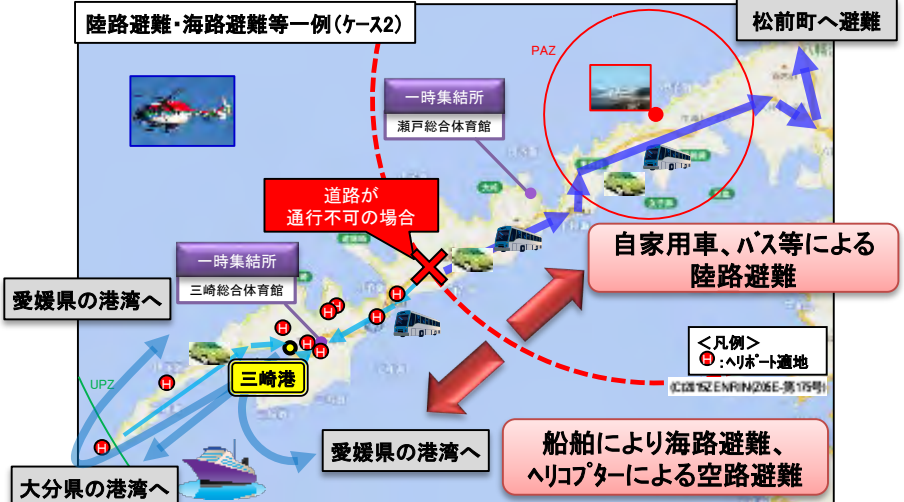 陸路避難・海路避難等一例(ケース2)
松前町へ避難
PAZ
一時集結所
瀬戸総合体育館
道路が
通行不可の場合
自家用車、バス等による
陸路避難
一時集結所
三崎総合体育館
愛媛県の港湾へ
<凡例>
H:ヘリポート適地
三崎港
UPZ
愛媛県の港湾へ
船舶により海路避難、
ヘリコプターによる空路避難
大分県の港湾へ